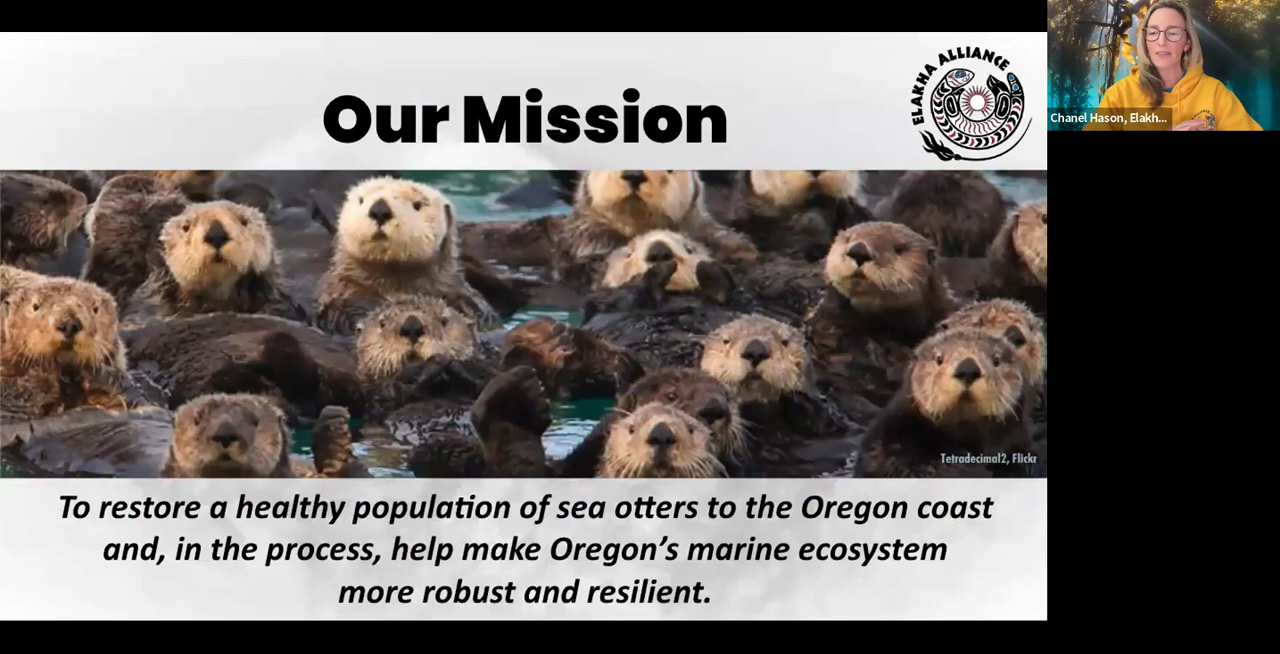 Our Mission
ELAKHA ALLIANCE
Chanel Hason, Elakh...
Tetradecimal2, Flickr
To restore a healthy population of sea otters to the Oregon coast
and, in the process, help make Oregon’s marine ecosystem
more robust and resilient.